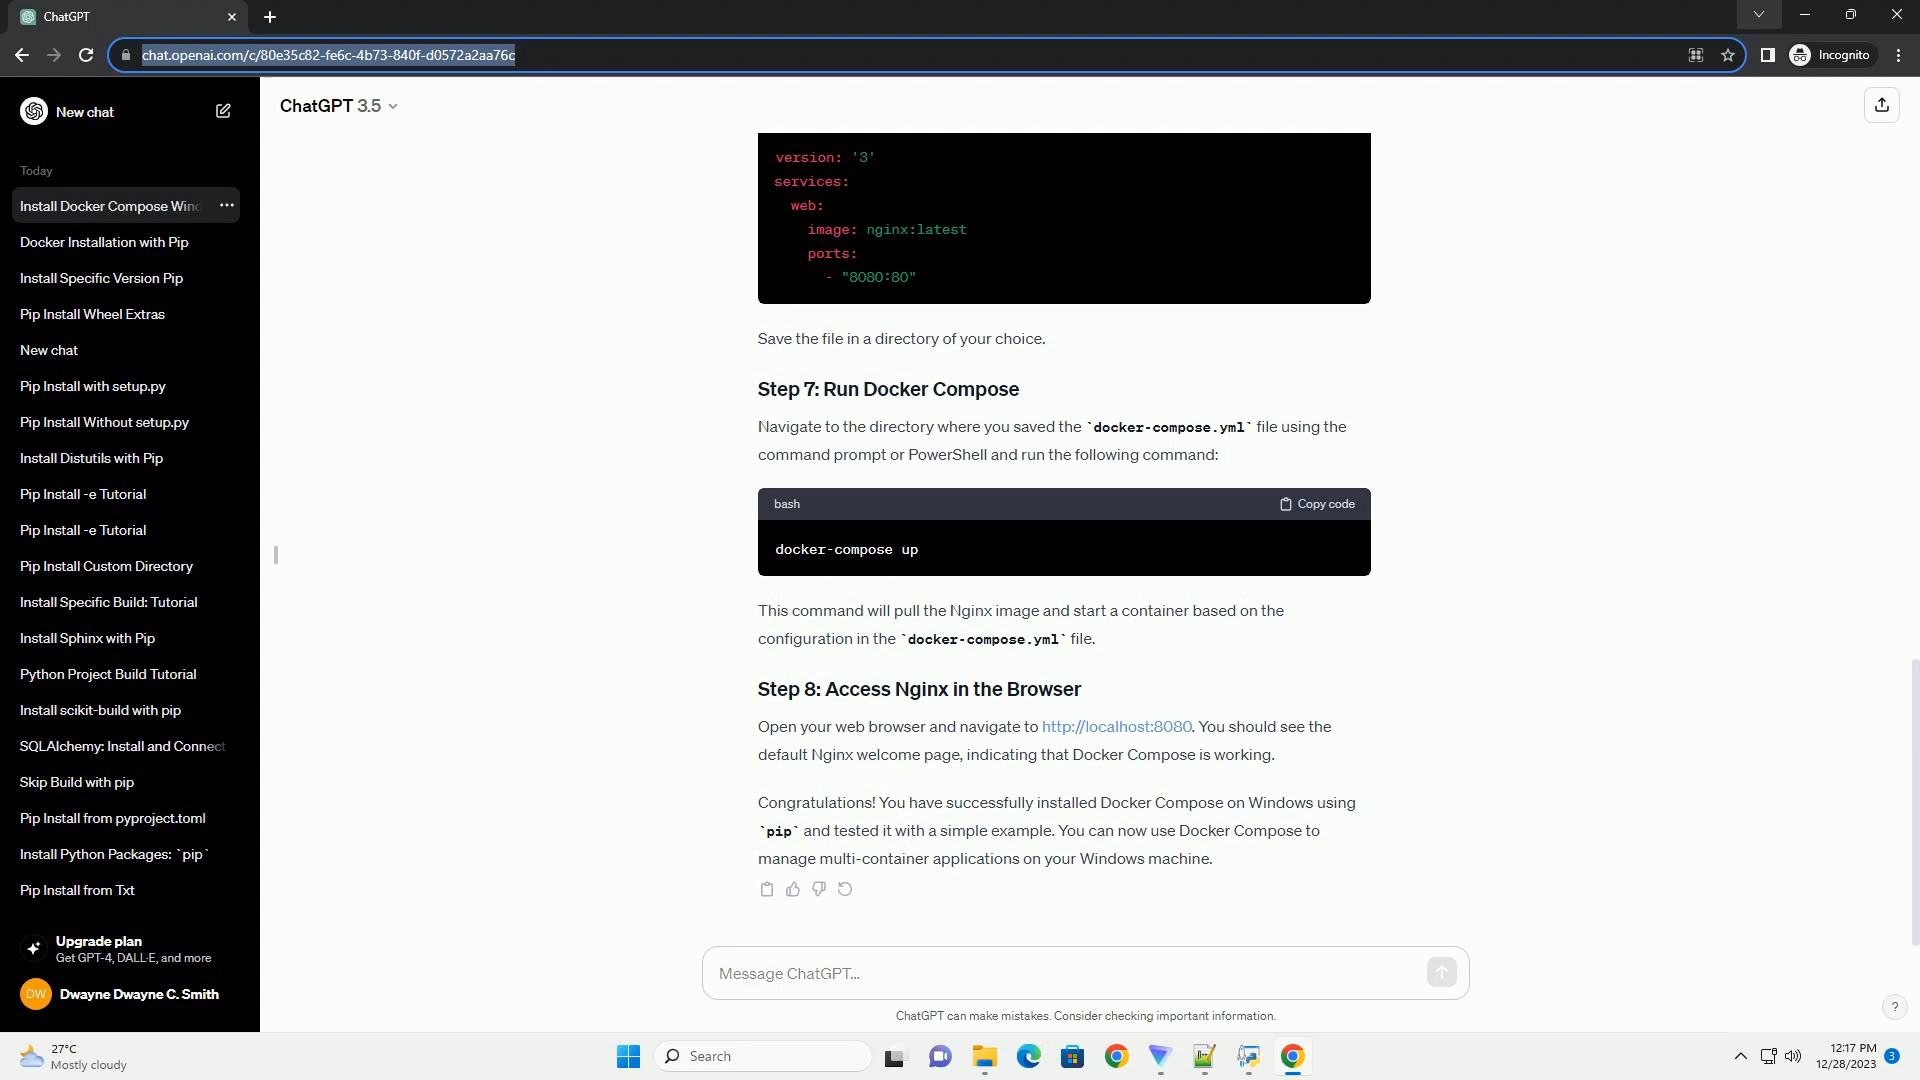 ChatGPT
chat.openai.com/c/80e35c82-fe6c-4b73-840f-d0572a2aa76c
Incognito
New chat
Today
Install Docker Compose Wind
Docker Installation with Pip
Install Specific Version Pip
Pip Install Wheel Extras
New chat
Pip Install with setup.py
Pip Install Without setup.py
Install Distutils with Pip
Pip Install -e Tutorial
Pip Install -e Tutorial
Pip Install Custom Directory
Install Specific Build: Tutorial
Install Sphinx with Pip
Python Project Build Tutorial
Install scikit-build with pip
SQLAlchemy: Install and Connect
Skip Build with pip
Pip Install from pyproject.toml
Install Python Packages: `pip`
Pip Install from Txt
Upgrade plan
Get GPT-4, DALL·E, and more
DW
Dwayne Dwayne C. Smith
ChatGPT 3.5
version: '3'
services:
web:
image: nginx:latest
ports:
- "8080:80"
Save the file in a directory of your choice.
Step 7: Run Docker Compose
Navigate to the directory where you saved the `docker-compose.yml` file using the
command prompt or PowerShell and run the following command:
bash
Copy code
docker-compose up
This command will pull the Nginx image and start a container based on the
configuration in the `docker-compose.yml` file.
Step 8: Access Nginx in the Browser
Open your web browser and navigate to http://localhost:8080. You should see the
default Nginx welcome page, indicating that Docker Compose is working.
Congratulations! You have successfully installed Docker Compose on Windows using
`pip` and tested it with a simple example. You can now use Docker Compose to
manage multi-container applications on your Windows machine.
Message ChatGPT...
ChatGPT can make mistakes. Consider checking important information.
?
27°C
Mostly cloudy
Search
12:17 PM
12/28/2023
3